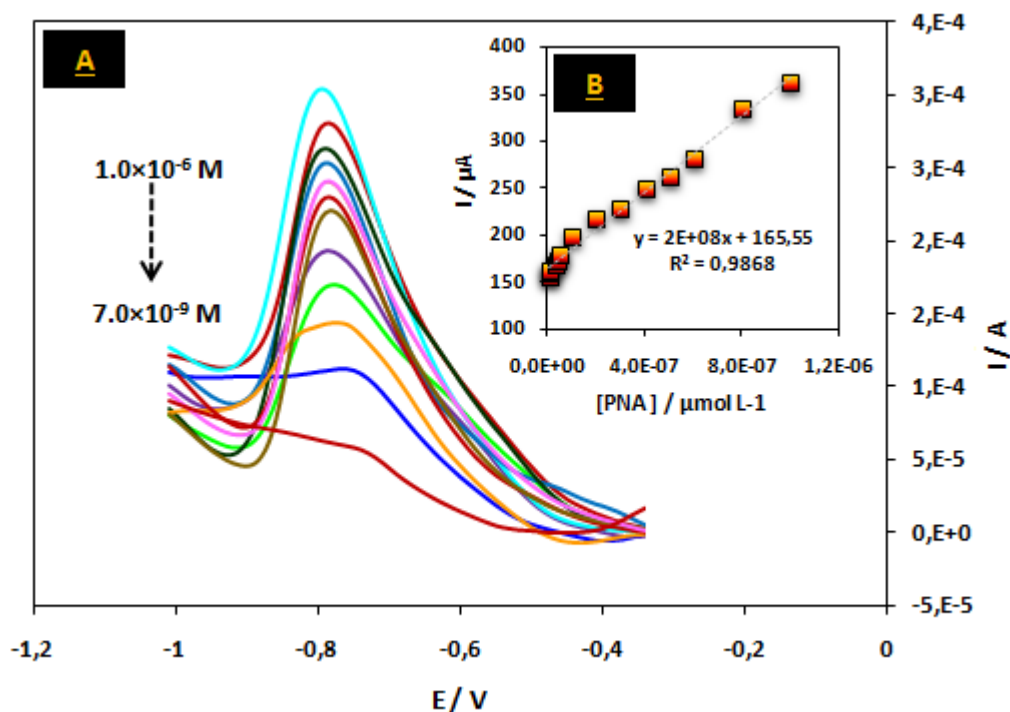 A
1.0×10⁻⁶ M
7.0×10⁻⁹ M
B
I / µA
400
350
300
250
200
150
100
y = 2E+08x + 165,55
R² = 0,9868
0,0E+00
4,0E-07
8,0E-07
1,2E-06
[PNA] / µmol L-1
4,E-4
3,E-4
3,E-4
2,E-4
2,E-4
1,E-4
5,E-5
0,E+0
-5,E-5
I / A
-1,2
-1
-0,8
-0,6
-0,4
-0,2
0
E / V